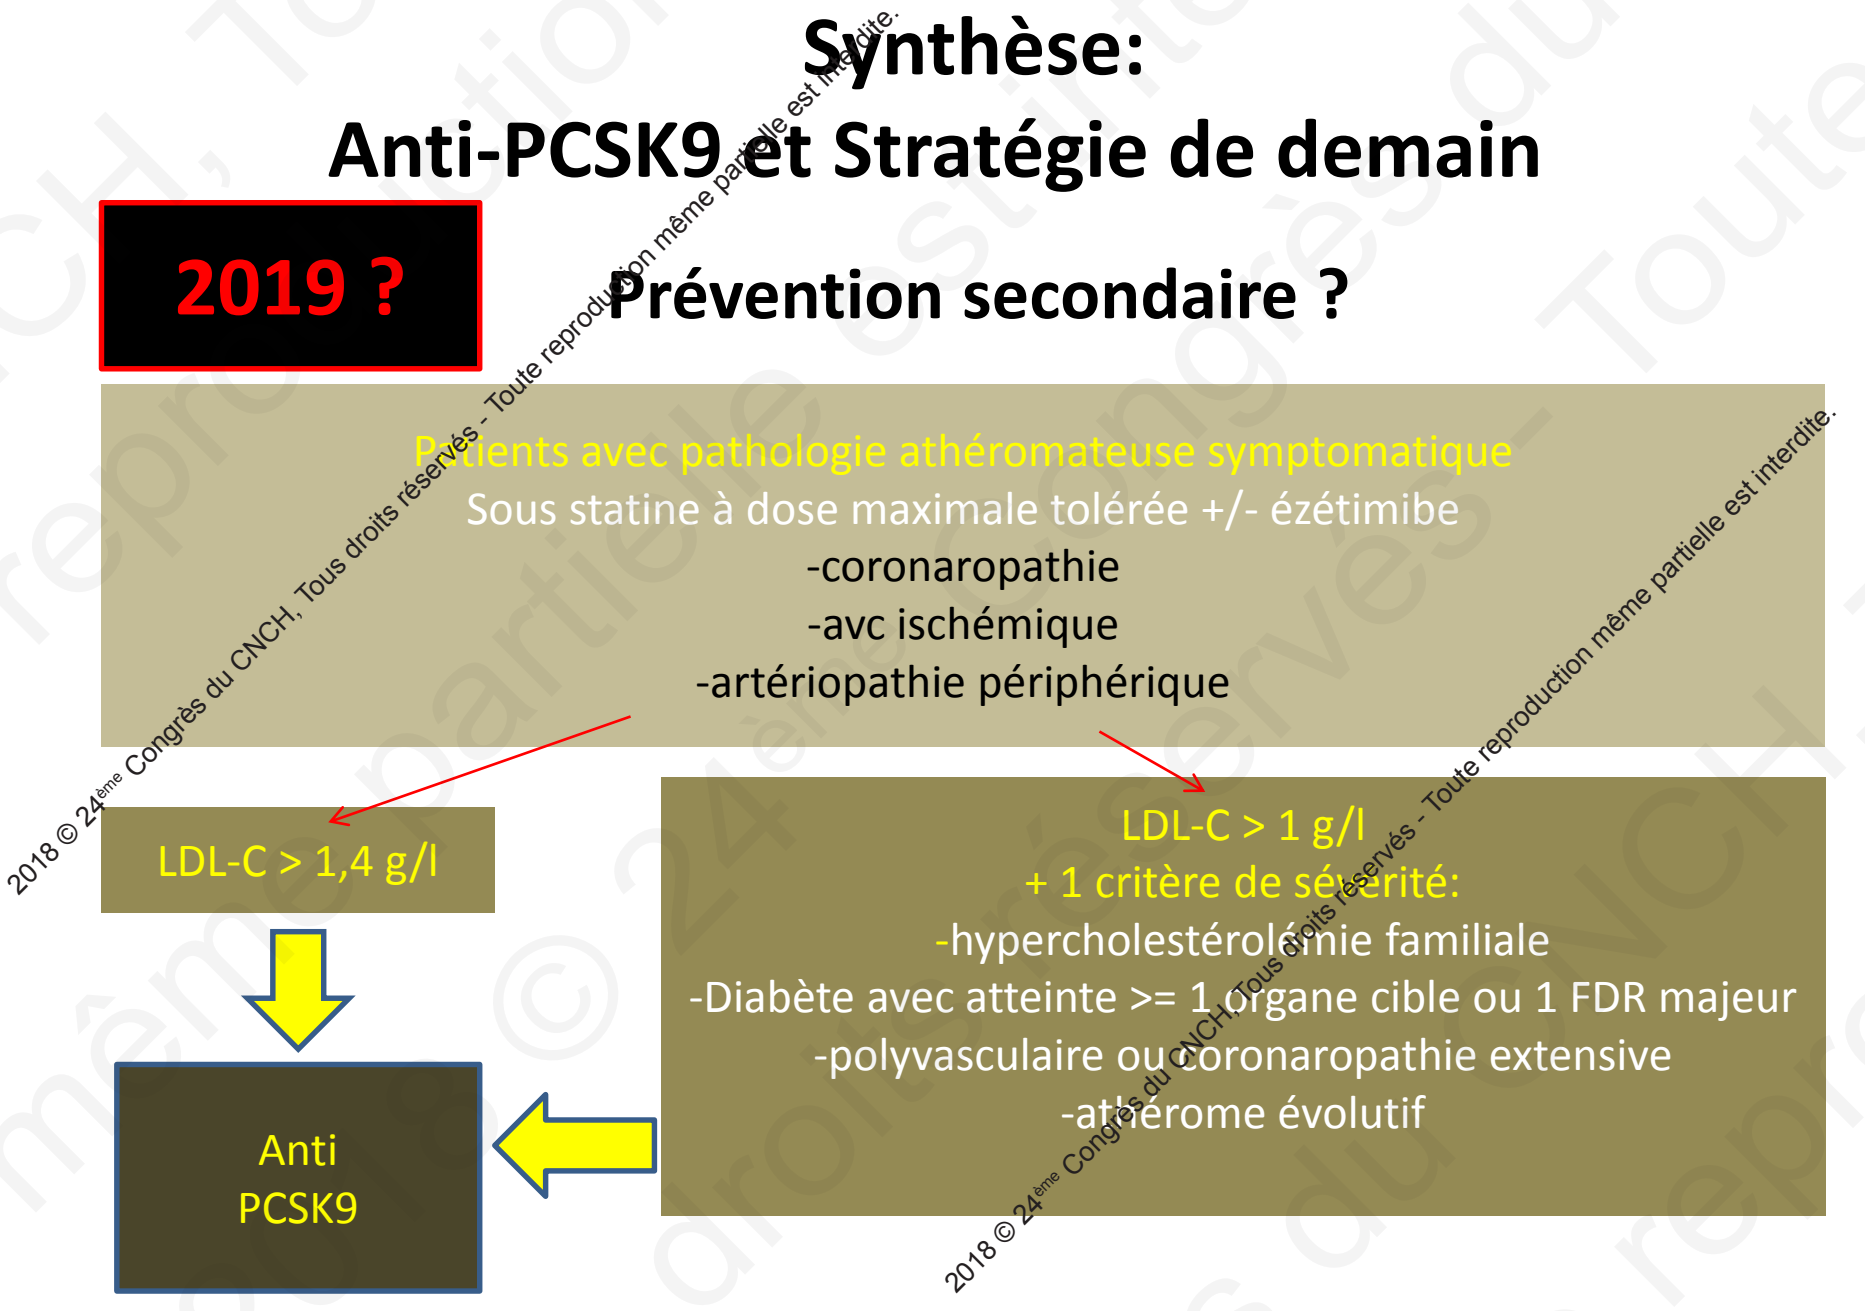 Synthèse:
Anti-PCSK9 et Stratégie de demain
2019 ?
Prévention secondaire ?
Patients avec pathologie athéromateuse symptomatique
Sous statine à dose maximale tolérée +/- ézétimibe
-coronaropathie
-avc ischémique
-artériopathie périphérique
LDL-C > 1,4 g/l
LDL-C > 1 g/l
+ 1 critère de sévérité:
-hypercholestérolémie familiale
-Diabète avec atteinte >= 1 organe cible ou 1 FDR majeur
-polyvasculaire ou coronaropathie extensive
-athérome évolutif
Anti
PCSK9
2018 © 24ème Congrès du CNCH, Tous droits réservés - Toute reproduction même partielle est interdite.
2018 © 24ème Congrès du CNCH, Tous droits réservés - Toute reproduction même partielle est interdite.